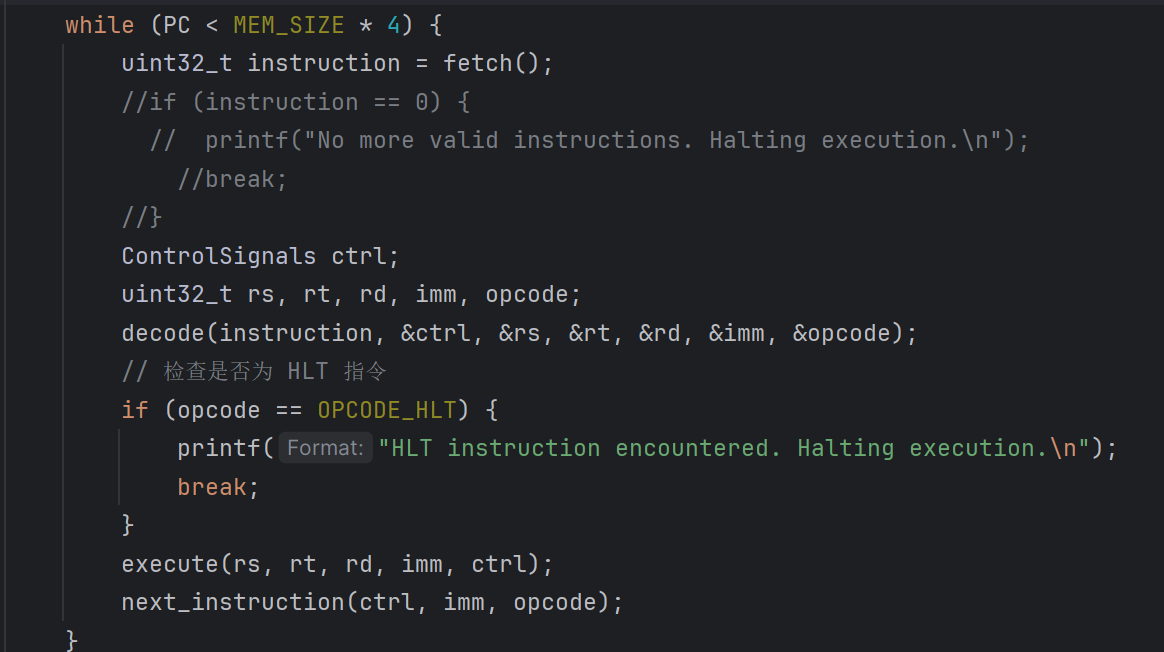 while (PC < MEM_SIZE * 4) {
    uint32_t instruction = fetch();
    //if (instruction == 0) {
      //  printf("No more valid instructions. Halting execution.\n");
        //break;
    //}
    ControlSignals ctrl;
    uint32_t rs, rt, rd, imm, opcode;
    decode(instruction, &ctrl, &rs, &rt, &rd, &imm, &opcode);
    // 检查是否为 HLT 指令
    if (opcode == OPCODE_HLT) {
        printf( Format: "HLT instruction encountered. Halting execution.\n");
        break;
    }
    execute(rs, rt, rd, imm, ctrl);
    next_instruction(ctrl, imm, opcode);
}